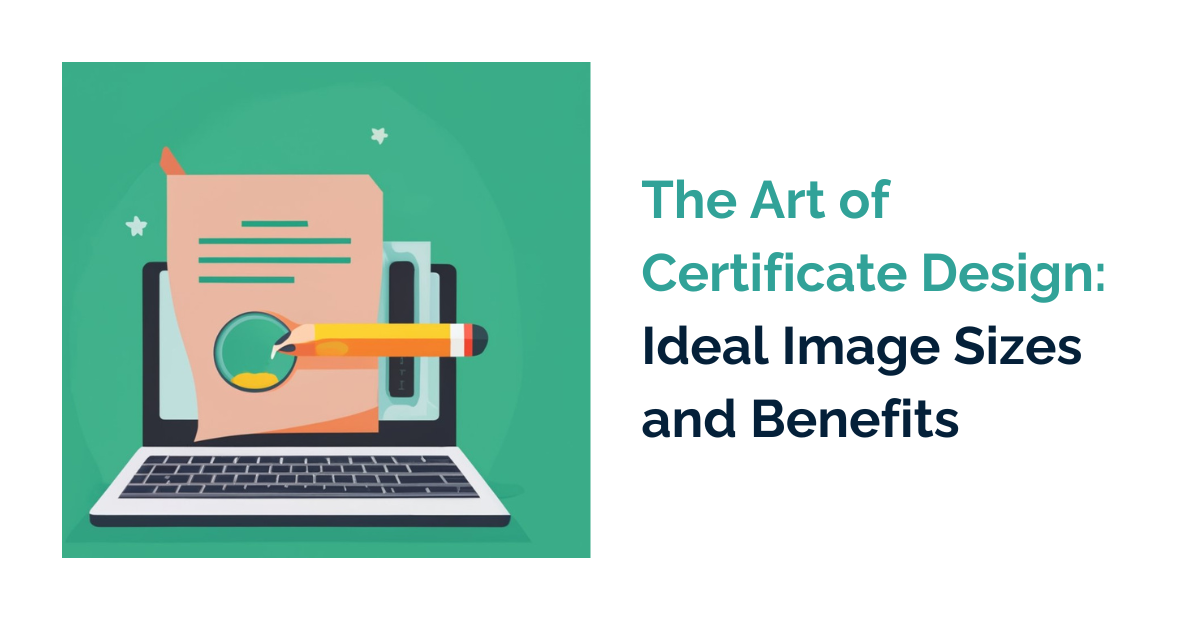 The Art of
Certificate Design:
Ideal Image Sizes
and Benefits